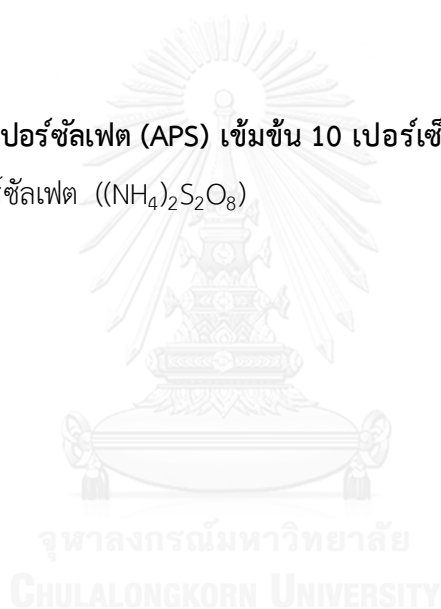 ปอร์ซัลเฟต (APS) เข้มข้น 10 เปอร์เซ็
ซัลเฟต ((NH₄)₂S₂O₈)
จุฬาลงกรณ์มหาวิทยาลัย
CHULALONGKORN UNIVERSITY